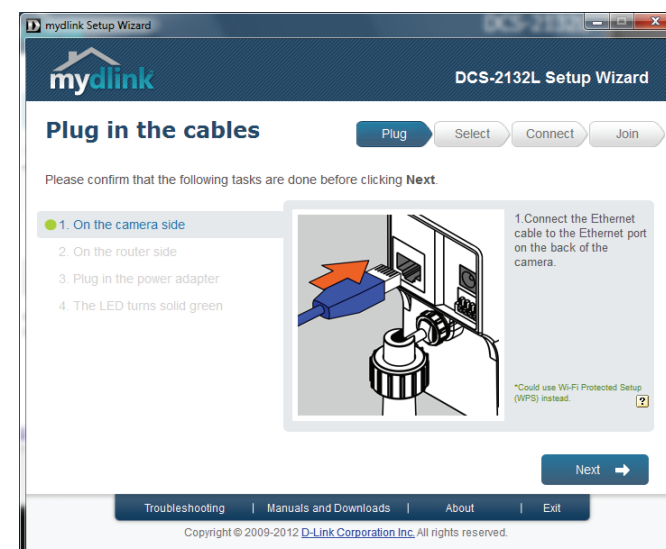 mydlink Setup Wizard
mydlink
DCS-2132L Setup Wizard
Plug in the cables
Plug
Select
Connect
Join
Please confirm that the following tasks are done before clicking Next.
1. On the camera side
2. On the router side
3. Plug in the power adapter
4. The LED turns solid green
1.Connect the Ethernet
cable to the Ethernet port
on the back of the
camera.
*Could use Wi-Fi Protected Setup
(WPS) instead.
?
Next
Troubleshooting | Manuals and Downloads | About | Exit
Copyright © 2009-2012 D-Link Corporation Inc. All rights reserved.